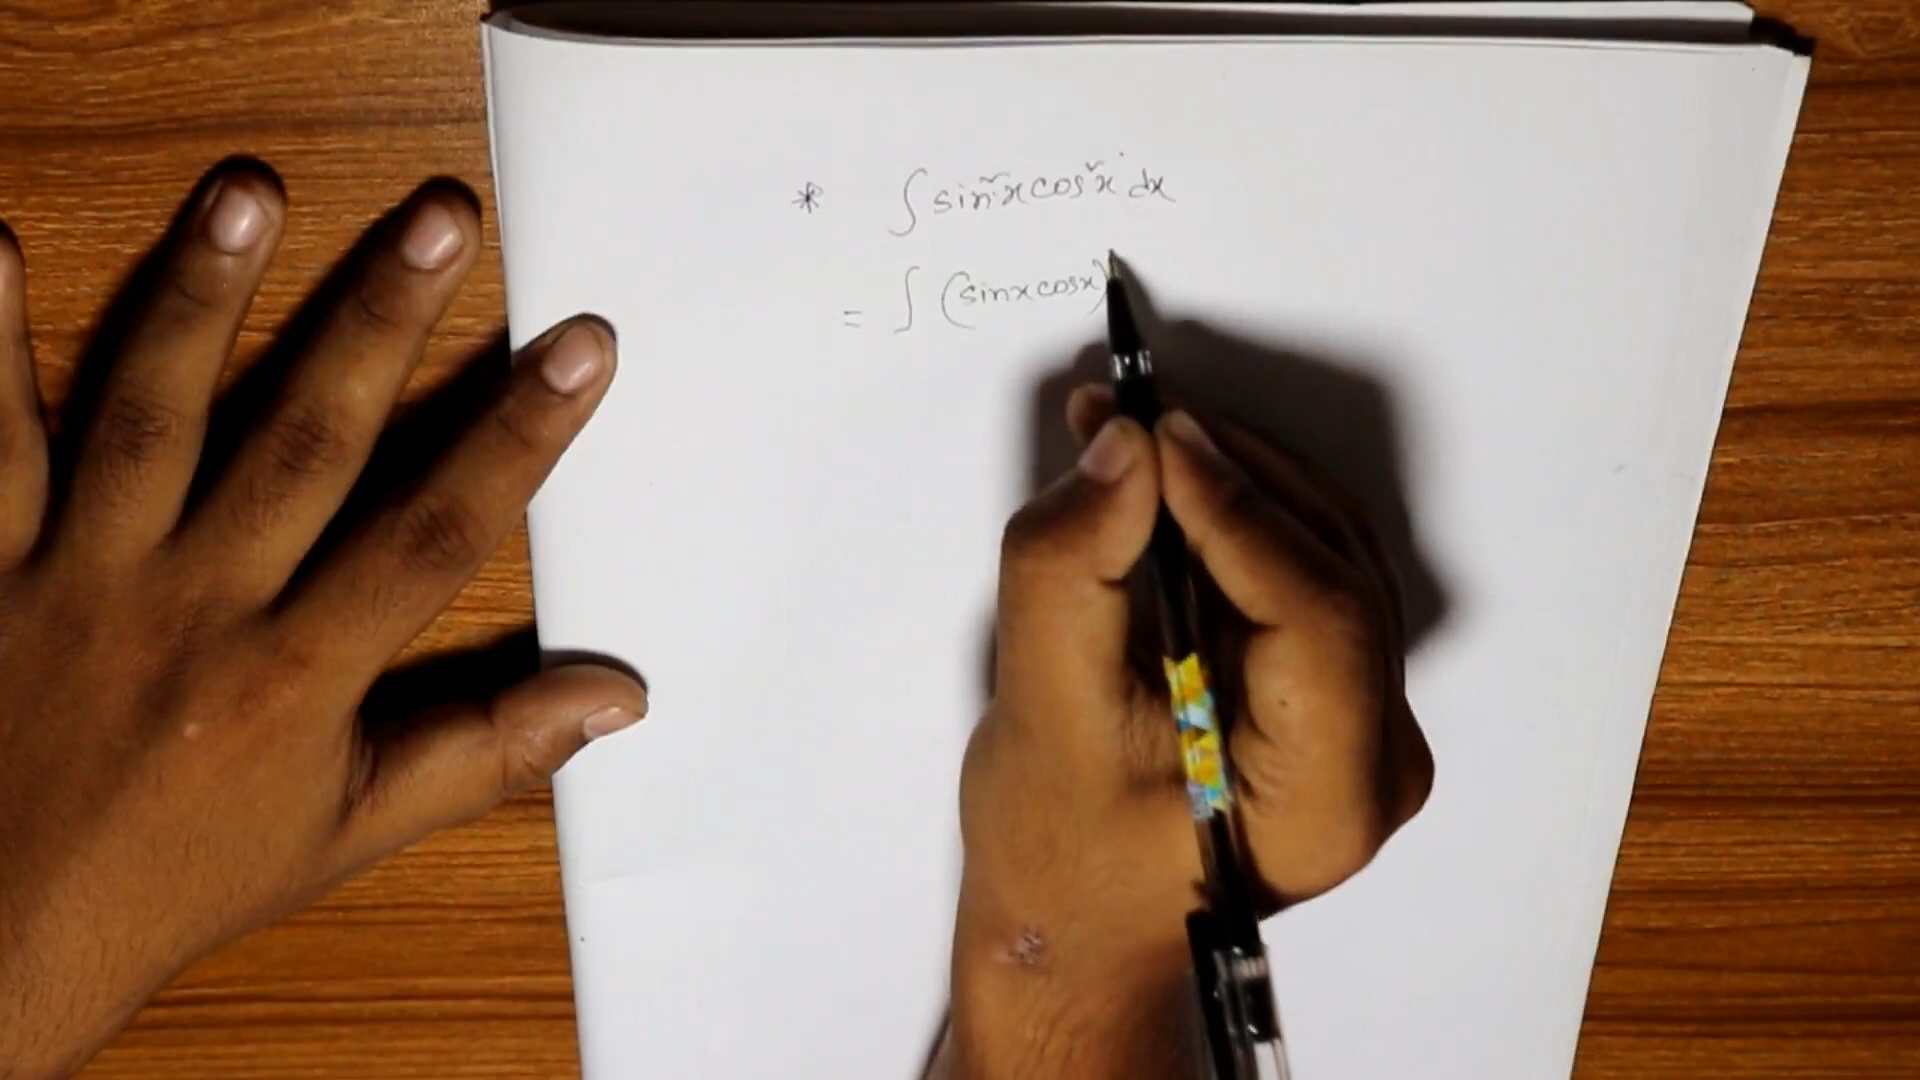 * ∫ sin²x cos²x dx
= ∫ (sinx cosx)